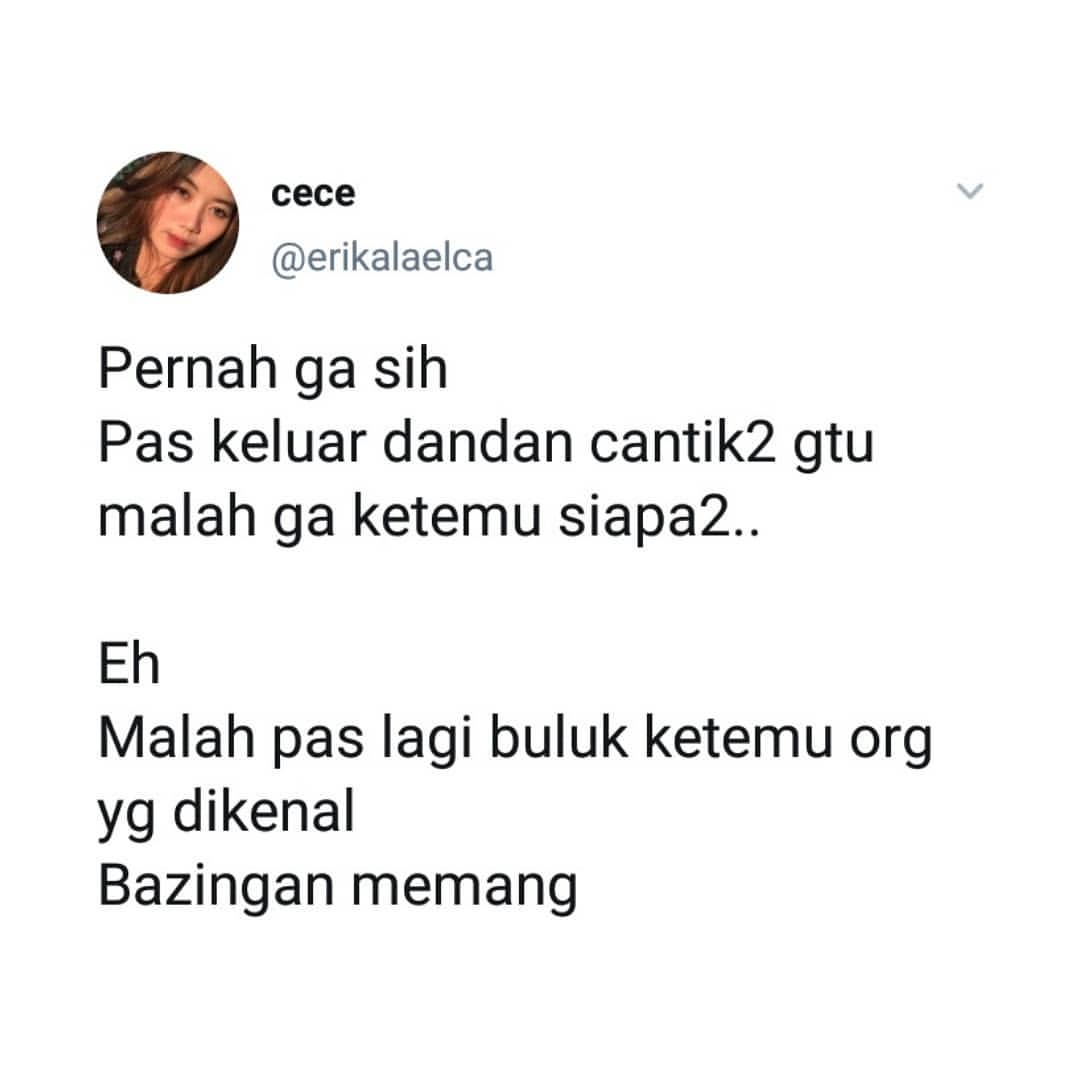 cece
@erikalaelca
Pernah ga sih
Pas keluar dandan cantik2 gtu
malah ga ketemu siapa2..
Eh
Malah pas lagi buluk ketemu org
yg dikenal
Bazingan memang